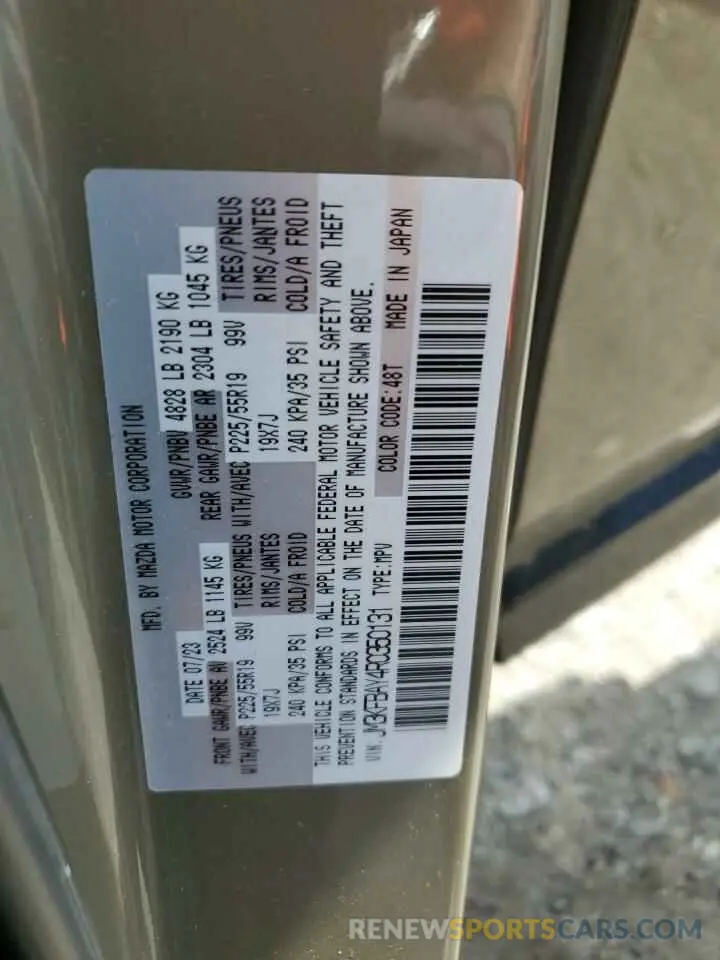 MFD. BY MAZDA MOTOR CORPORATION
DATE 07/23 GVWR/PNBV 4828 LB 2190 KG
FRONT GAWR/PNBE AV 2524 LB 1145 KG REAR GAWR/PNBE AR 2304 LB 1045 KG
WITH/AVEC P225/55R19 99V TIRES/PNEUS WITH/AVEC P225/55R19 99V TIRES/PNEUS
19X7J RIMS/JANTES 19X7J RIMS/JANTES
240 KPA/35 PSI COLD/A FROID 240 KPA/35 PSI COLD/A FROID
THIS VEHICLE CONFORMS TO ALL APPLICABLE FEDERAL MOTOR VEHICLE SAFETY AND THEFT
PREVENTION STANDARDS IN EFFECT ON THE DATE OF MANUFACTURE SHOWN ABOVE.
VIN. JM3KFBAY4R0350131 TYPE:MPV COLOR CODE:48T MADE IN JAPAN
RENEWSPORTSCARS.COM